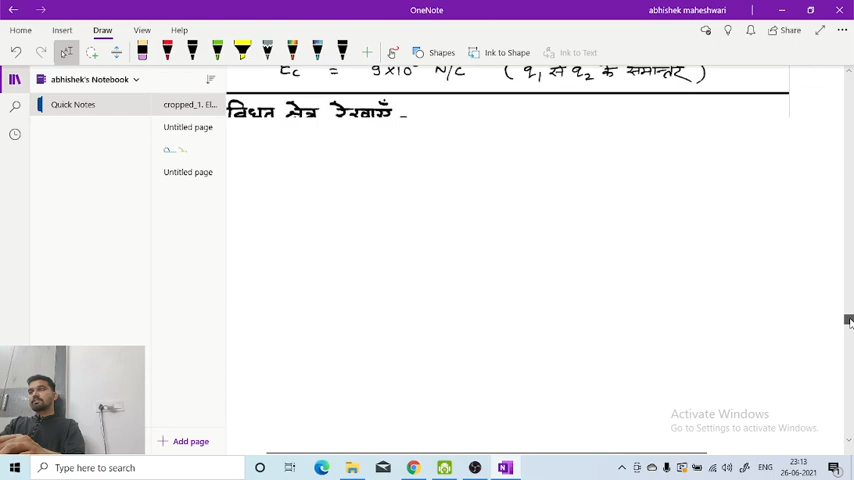 OneNote
abhishek maheshwari
Home Insert Draw View Help
Share
Shapes Ink to Shape Ink to Text
abhishek's Notebook
Quick Notes
cropped_1. El...
Untitled page
Untitled page
Add page
Ec = N/C ( q1 से q2 के समान्तर )
क्षेत्र रेखाएँ -
Activate Windows
Go to Settings to activate Windows.
Type here to search
ENG
23:13
26-06-2021